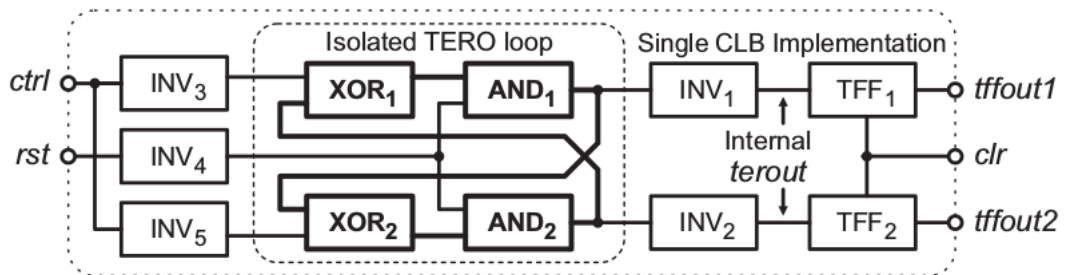 Isolated TERO loop
Single CLB Implementation
ctrl
INV3
XOR1
AND1
INV1
TFF1
tffout1
rst
INV4
Internal
terout
clr
INV5
XOR2
AND2
INV2
TFF2
tffout2